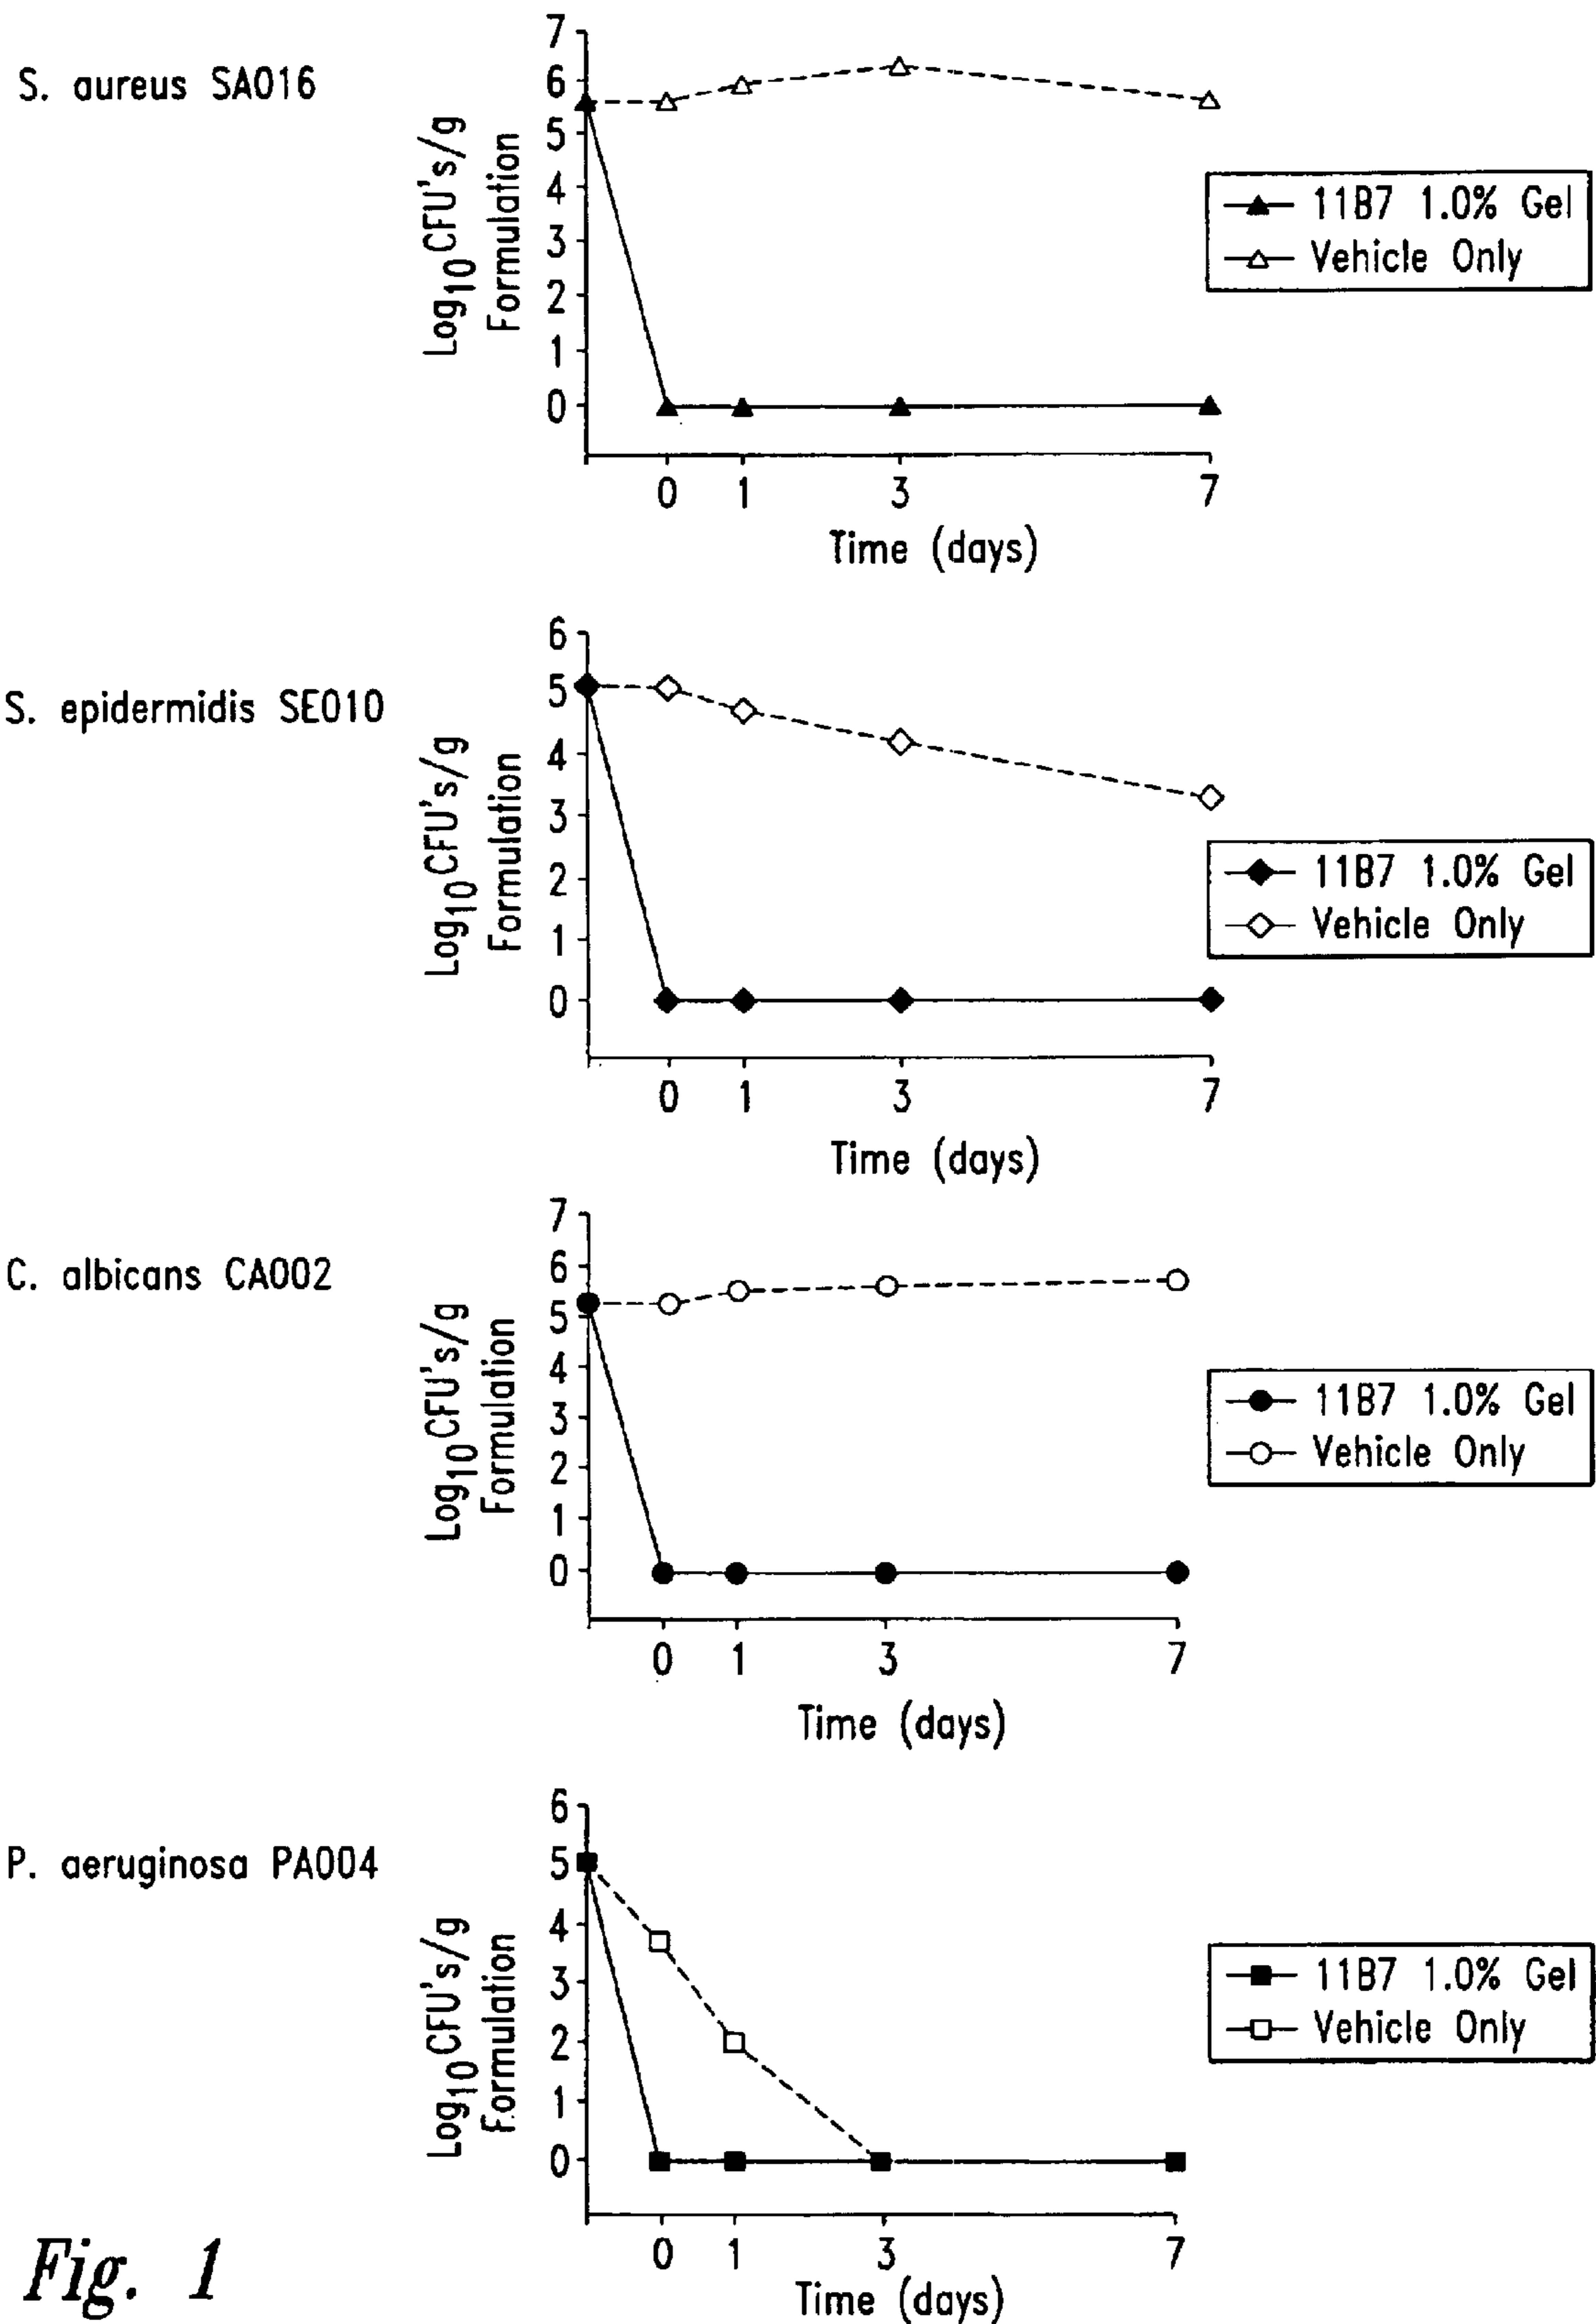 S. aureus SA016
Log10CFU's/g
Formulation
7
6
5
4
3
2
1
0
0 1 3 7
Time (days)
11B7 1.0% Gel
Vehicle Only
S. epidermidis SE010
Log10CFU's/g
Formulation
6
5
4
3
2
1
0
0 1 3 7
Time (days)
11B7 1.0% Gel
Vehicle Only
C. albicans CA002
Log10CFU's/g
Formulation
7
6
5
4
3
2
1
0
0 1 3 7
Time (days)
11B7 1.0% Gel
Vehicle Only
P. aeruginosa PA004
Log10CFU's/g
Formulation
6
5
4
3
2
1
0
0 1 3 7
Time (days)
11B7 1.0% Gel
Vehicle Only
Fig. 1